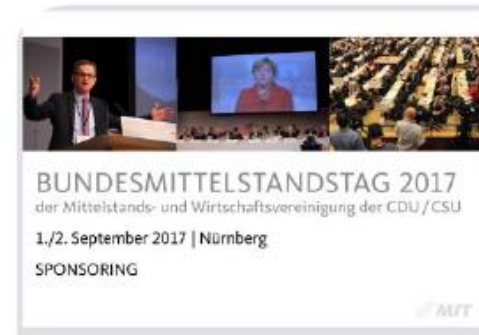 BUNDESMITTELSTANDSTAG 2017
der Mittelstands- und Wirtschaftsvereinigung der CDU/CSU
1./2. September 2017 | Nürnberg
SPONSORING
MIT